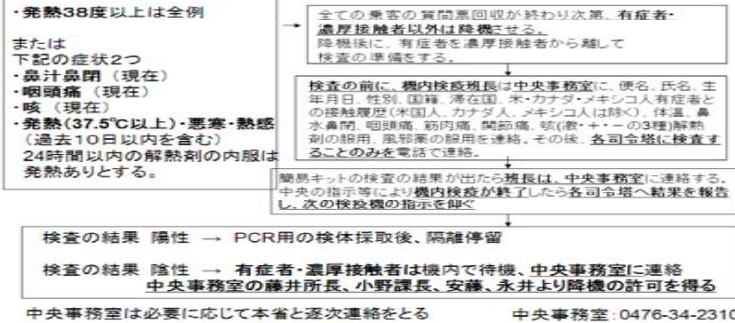 ・発熱38度以上は全例
または
下記の症状2つ
・鼻汁鼻閉（現在）
・咽頭痛（現在）
・咳（現在）
・発熱(37.5℃以上)・悪寒・熱感
（過去10日以内を含む）
24時間以内の解熱剤の内服は
発熱ありとする。
全ての乗客の質問票回収が終わり次第、有症者・
濃厚接触者以外は降機させる。
降機後に、有症者を濃厚接触者から離して
検査の準備をする。
検査の前に、機内検疫班長は中央事務室に、便名、氏名、生
年月日、性別、国籍、滞在国、米・カナダ・メキシコ人有症者と
の接触履歴(米国人、カナダ人、メキシコ人は除く)、体温、鼻
水鼻閉、咽頭痛、筋肉痛、関節痛、咳(激・＋・－の3種)解熱
剤の服用、風邪薬の服用を連絡。その後、各司令塔に検査す
ることのみを電話で連絡。
簡易キットの検査の結果が出たら班長は、中央事務室に連絡する。
中央の指示等により機内検疫が終了したら各司令塔へ結果を報告
し、次の検疫機の指示を仰ぐ
検査の結果 陽性 → PCR用の検体採取後、隔離停留
検査の結果 陰性 → 有症者・濃厚接触者は機内で待機、中央事務室に連絡
中央事務室の藤井所長、小野課長、安藤、永井より降機の許可を得る
中央事務室は必要に応じて本省と逐次連絡をとる 中央事務室：0476-34-2310